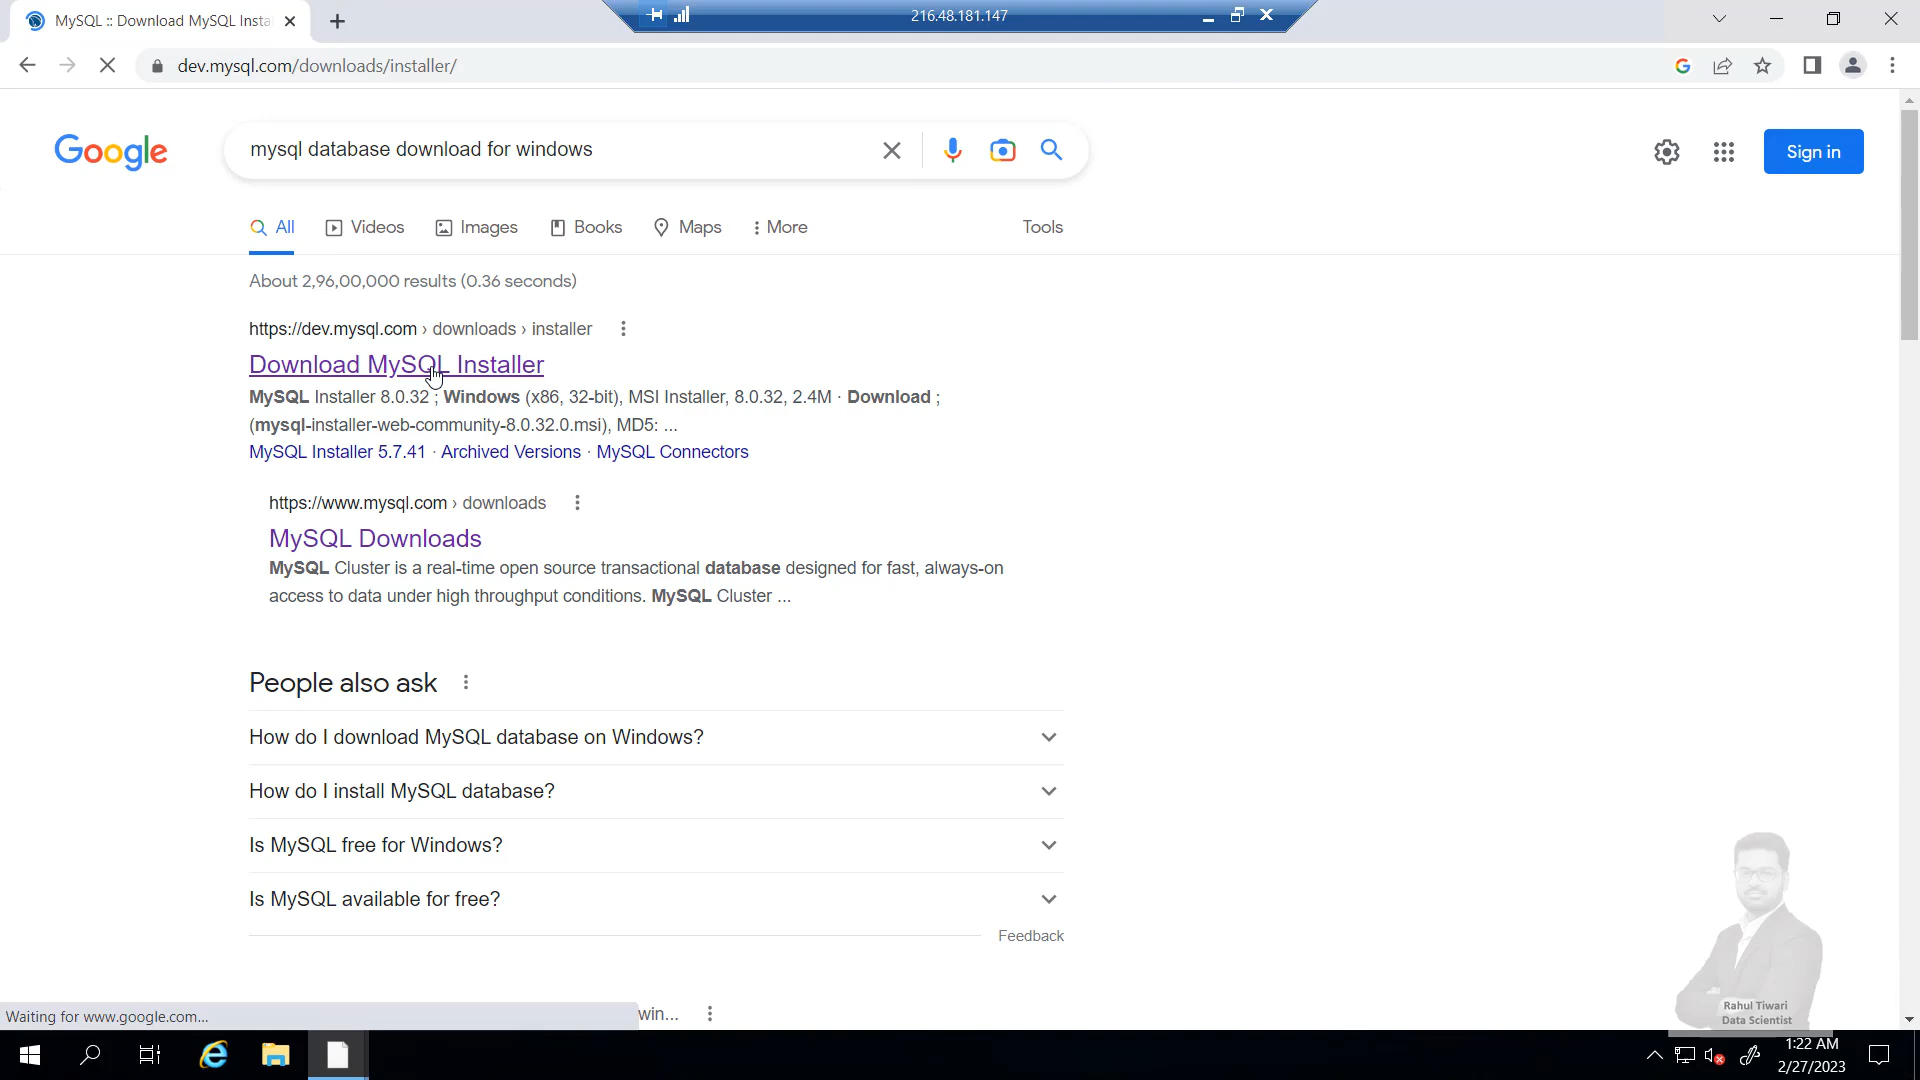 MySQL :: Download MySQL Insta
216.48.181.147
dev.mysql.com/downloads/installer/
Google
mysql database download for windows
Sign in
All
Videos
Images
Books
Maps
More
Tools
About 2,96,00,000 results (0.36 seconds)
https://dev.mysql.com › downloads › installer
Download MySQL Installer
MySQL Installer 8.0.32 ; Windows (x86, 32-bit), MSI Installer, 8.0.32, 2.4M · Download ;
(mysql-installer-web-community-8.0.32.0.msi), MD5: ...
MySQL Installer 5.7.41 · Archived Versions · MySQL Connectors
https://www.mysql.com › downloads
MySQL Downloads
MySQL Cluster is a real-time open source transactional database designed for fast, always-on
access to data under high throughput conditions. MySQL Cluster ...
People also ask
How do I download MySQL database on Windows?
How do I install MySQL database?
Is MySQL free for Windows?
Is MySQL available for free?
Feedback
win...
Waiting for www.google.com...
Rahul Tiwari
Data Scientist
1:22 AM
2/27/2023